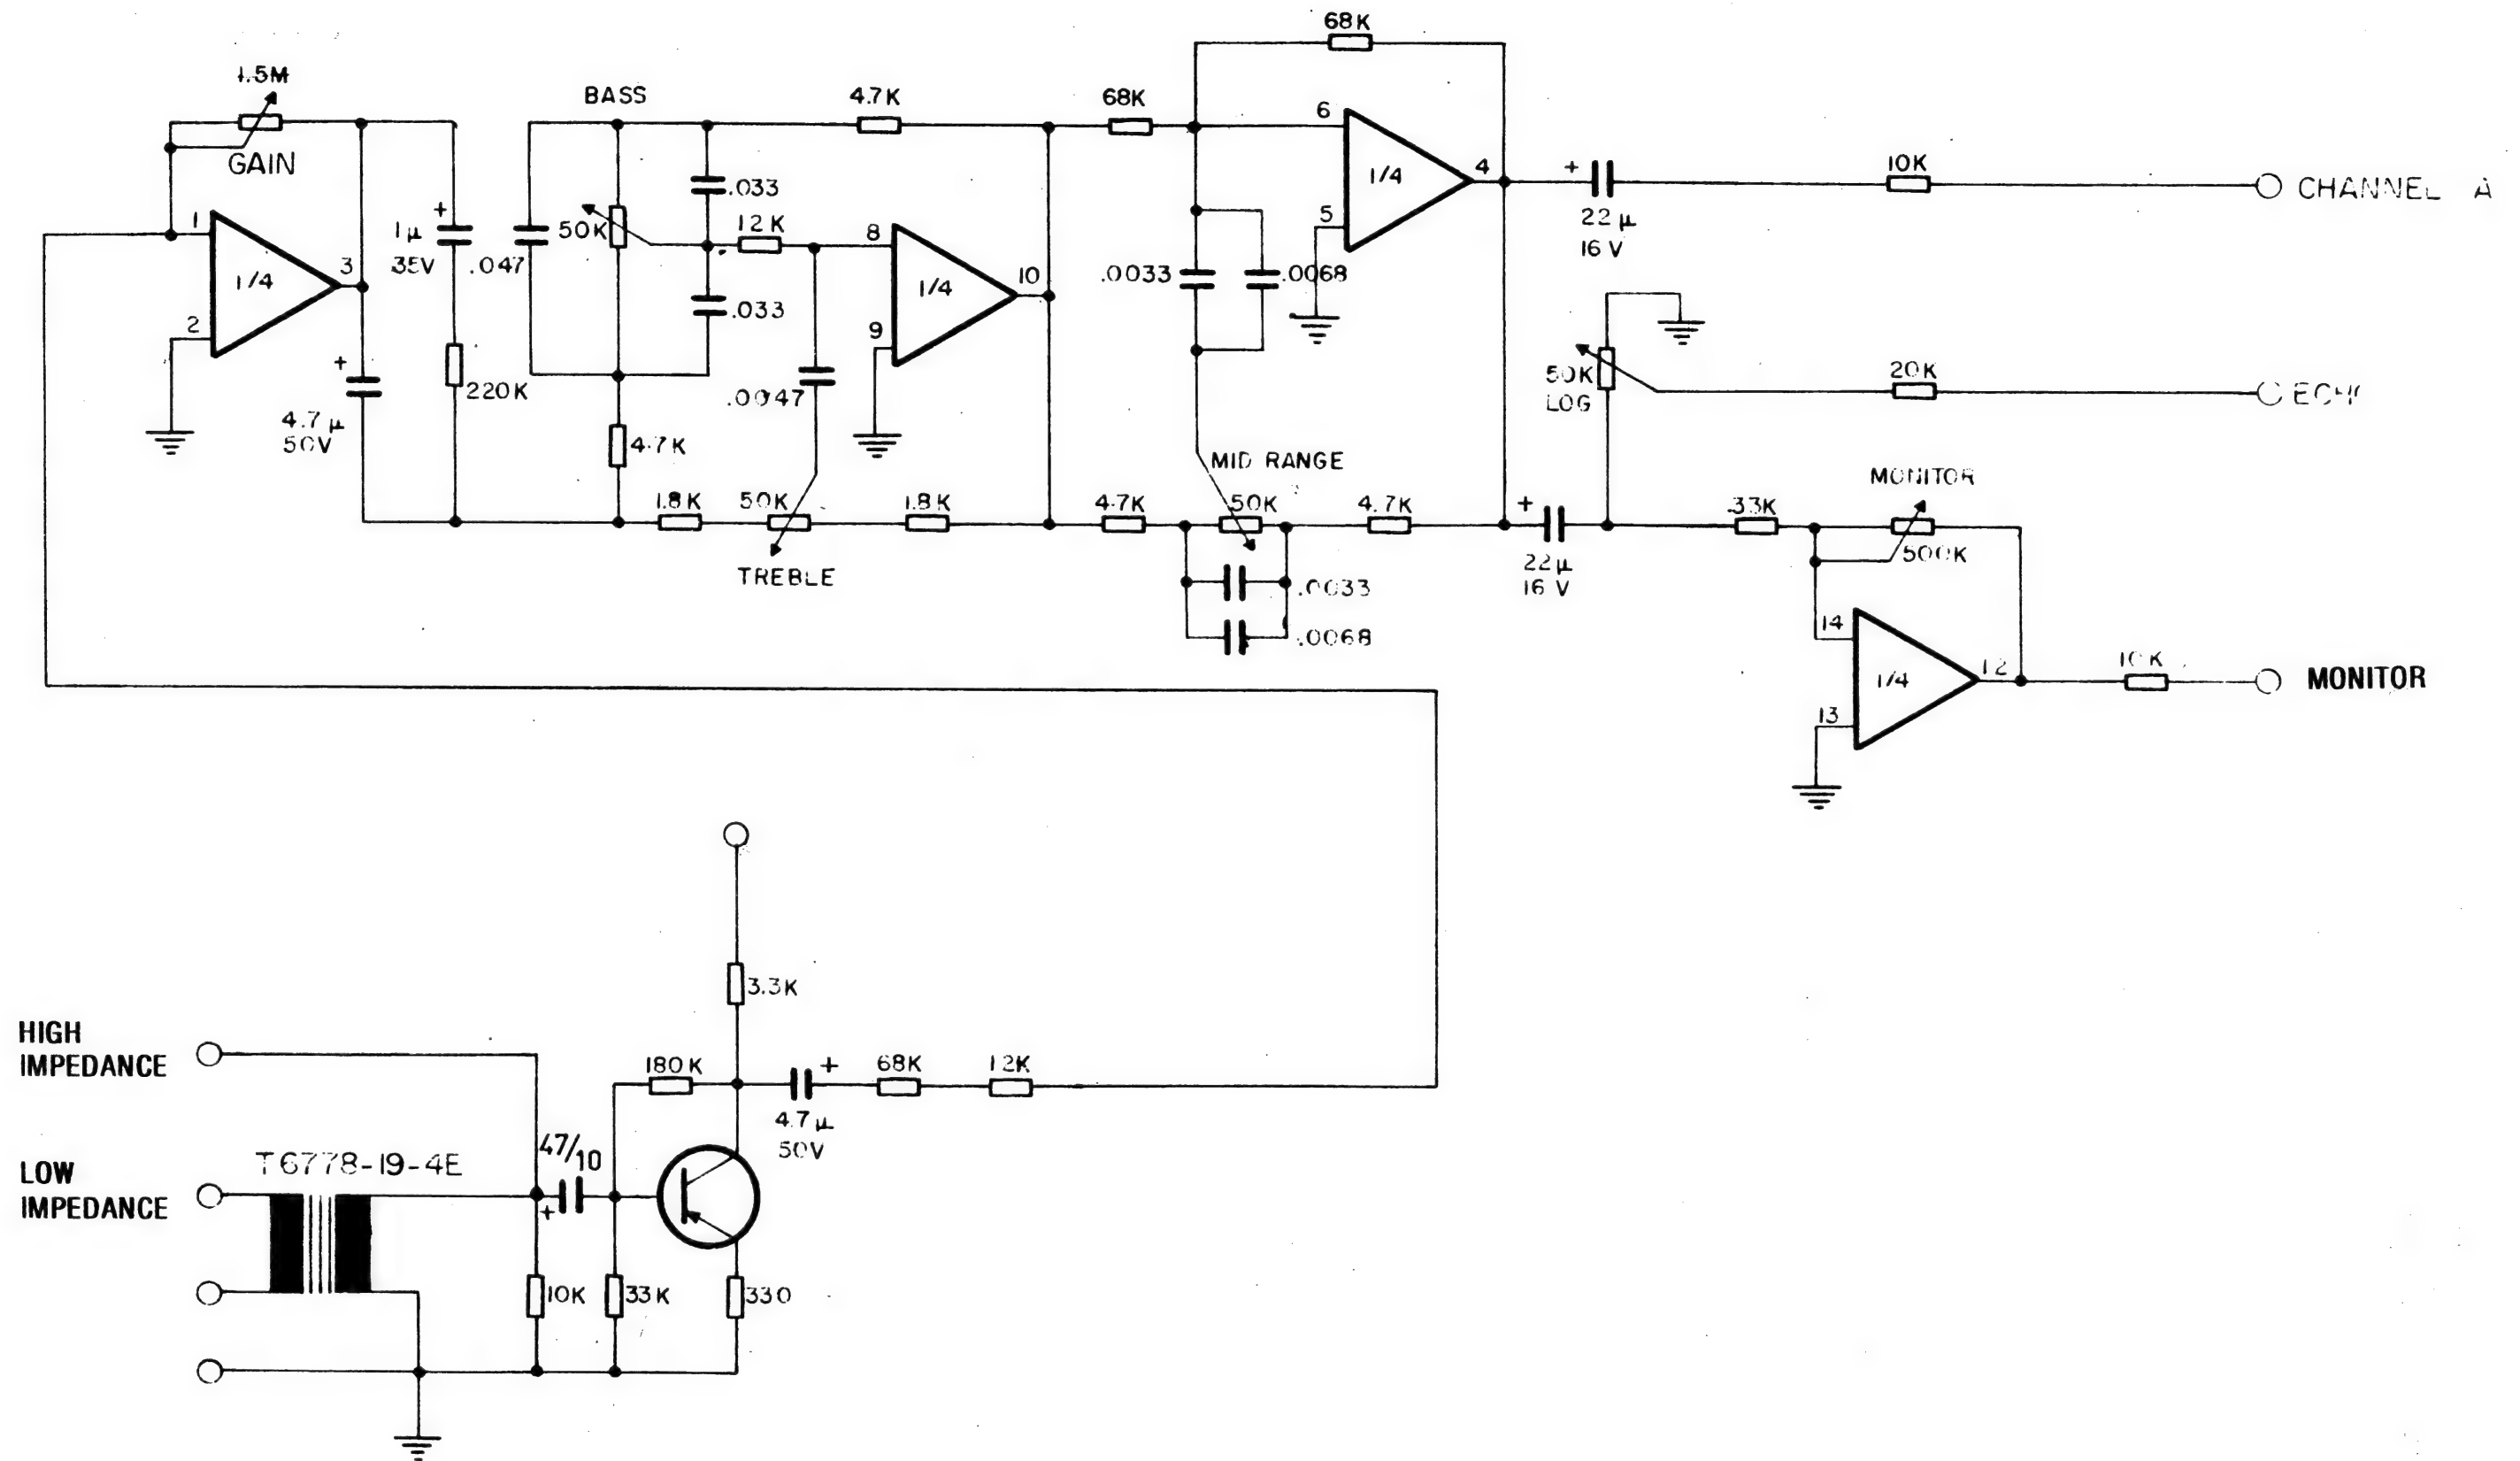 68K
1.5M
BASS
4.7K
68K
GAIN
6
1/4
4
+
10K
CHANNEL A
5
22µ
16V
1
1/4
3
2
+
1µ
35V
.047
50K
.033
12K
8
1/4
10
.033
9
.0033
.0068
220K
.0047
+
4.7µ
50V
4.7K
50K
LOG
20K
MID RANGE
MONITOR
1.8K
50K
1.8K
4.7K
50K
4.7K
+
33K
500K
22µ
16V
TREBLE
.0033
.0068
14
1/4
12
10K
MONITOR
13
3.3K
HIGH
IMPEDANCE
180K
+
68K
12K
4.7µ
50V
47/10
T6778-19-4E
LOW
IMPEDANCE
+
10K
33K
330